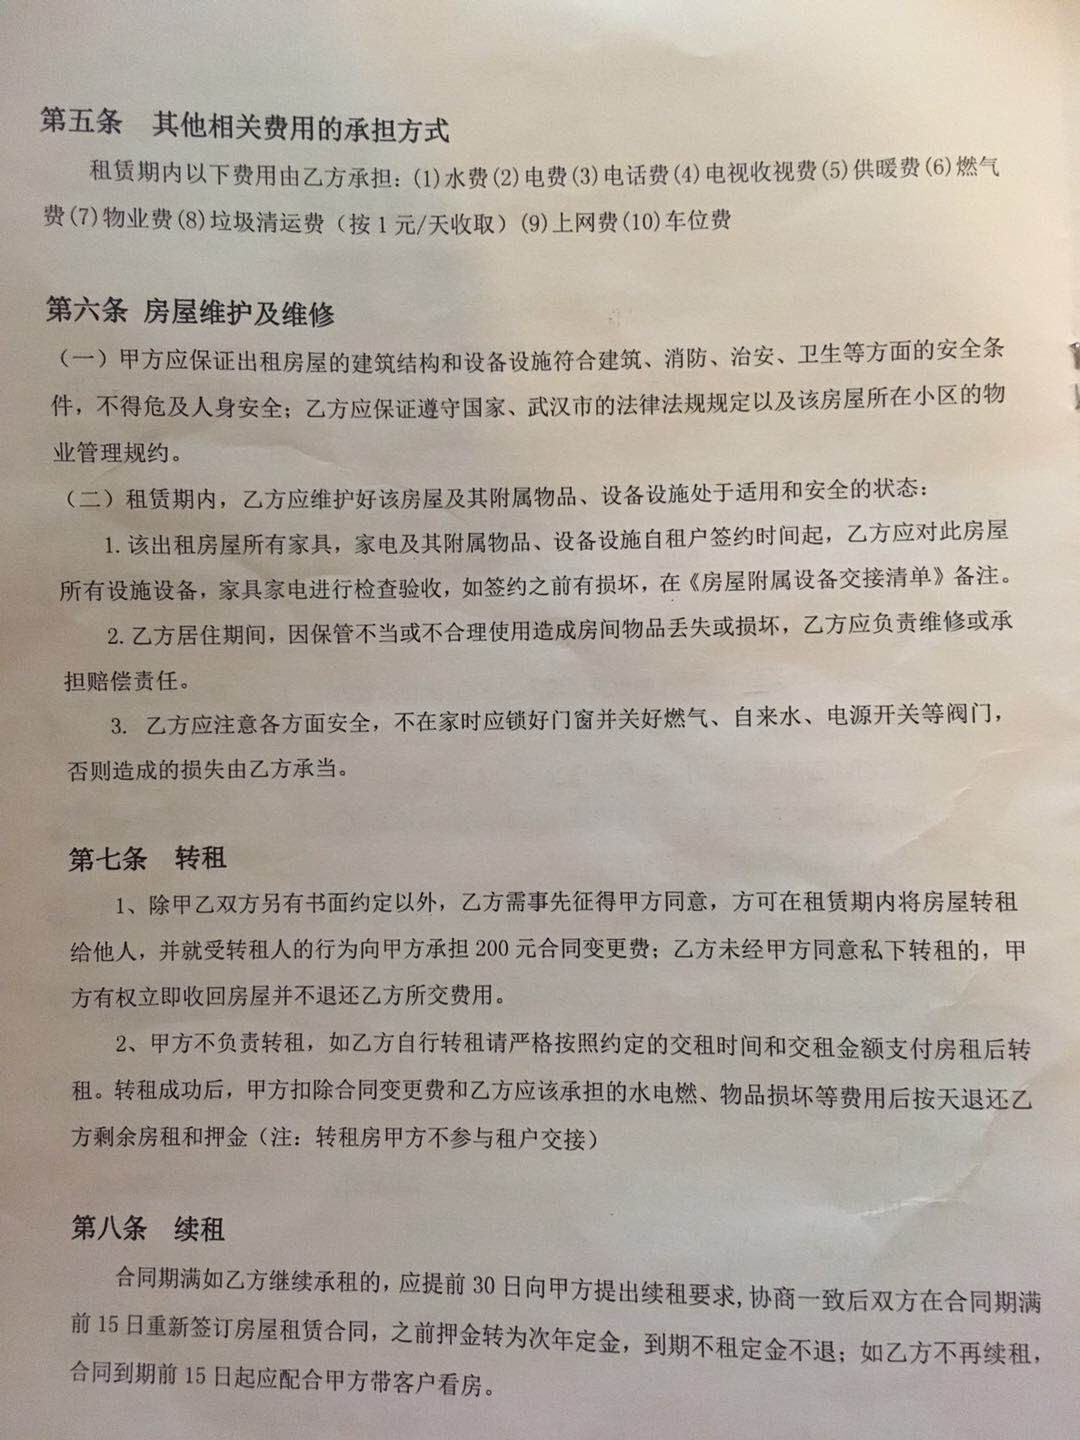 第五条　其他相关费用的承担方式
租赁期内以下费用由乙方承担：(1)水费(2)电费(3)电话费(4)电视收视费(5)供暖费(6)燃气
费(7)物业费(8)垃圾清运费（按1元/天收取）(9)上网费(10)车位费
第六条 房屋维护及维修
（一）甲方应保证出租房屋的建筑结构和设备设施符合建筑、消防、治安、卫生等方面的安全条
件，不得危及人身安全；乙方应保证遵守国家、武汉市的法律法规规定以及该房屋所在小区的物
业管理规约。
（二）租赁期内，乙方应维护好该房屋及其附属物品、设备设施处于适用和安全的状态：
1.该出租房屋所有家具，家电及其附属物品、设备设施自租户签约时间起，乙方应对此房屋
所有设施设备，家具家电进行检查验收，如签约之前有损坏，在《房屋附属设备交接清单》备注。
2.乙方居住期间，因保管不当或不合理使用造成房间物品丢失或损坏，乙方应负责维修或承
担赔偿责任。
3. 乙方应注意各方面安全，不在家时应锁好门窗并关好燃气、自来水、电源开关等阀门，
否则造成的损失由乙方承当。
第七条　转租
1、除甲乙双方另有书面约定以外，乙方需事先征得甲方同意，方可在租赁期内将房屋转租
给他人，并就受转租人的行为向甲方承担200元合同变更费；乙方未经甲方同意私下转租的，甲
方有权立即收回房屋并不退还乙方所交费用。
2、甲方不负责转租，如乙方自行转租请严格按照约定的交租时间和交租金额支付房租后转
租。转租成功后，甲方扣除合同变更费和乙方应该承担的水电燃、物品损坏等费用后按天退还乙
方剩余房租和押金（注：转租房甲方不参与租户交接）
第八条　续租
合同期满如乙方继续承租的，应提前30日向甲方提出续租要求,协商一致后双方在合同期满
前15日重新签订房屋租赁合同，之前押金转为次年定金，到期不租定金不退；如乙方不再续租，
合同到期前15日起应配合甲方带客户看房。